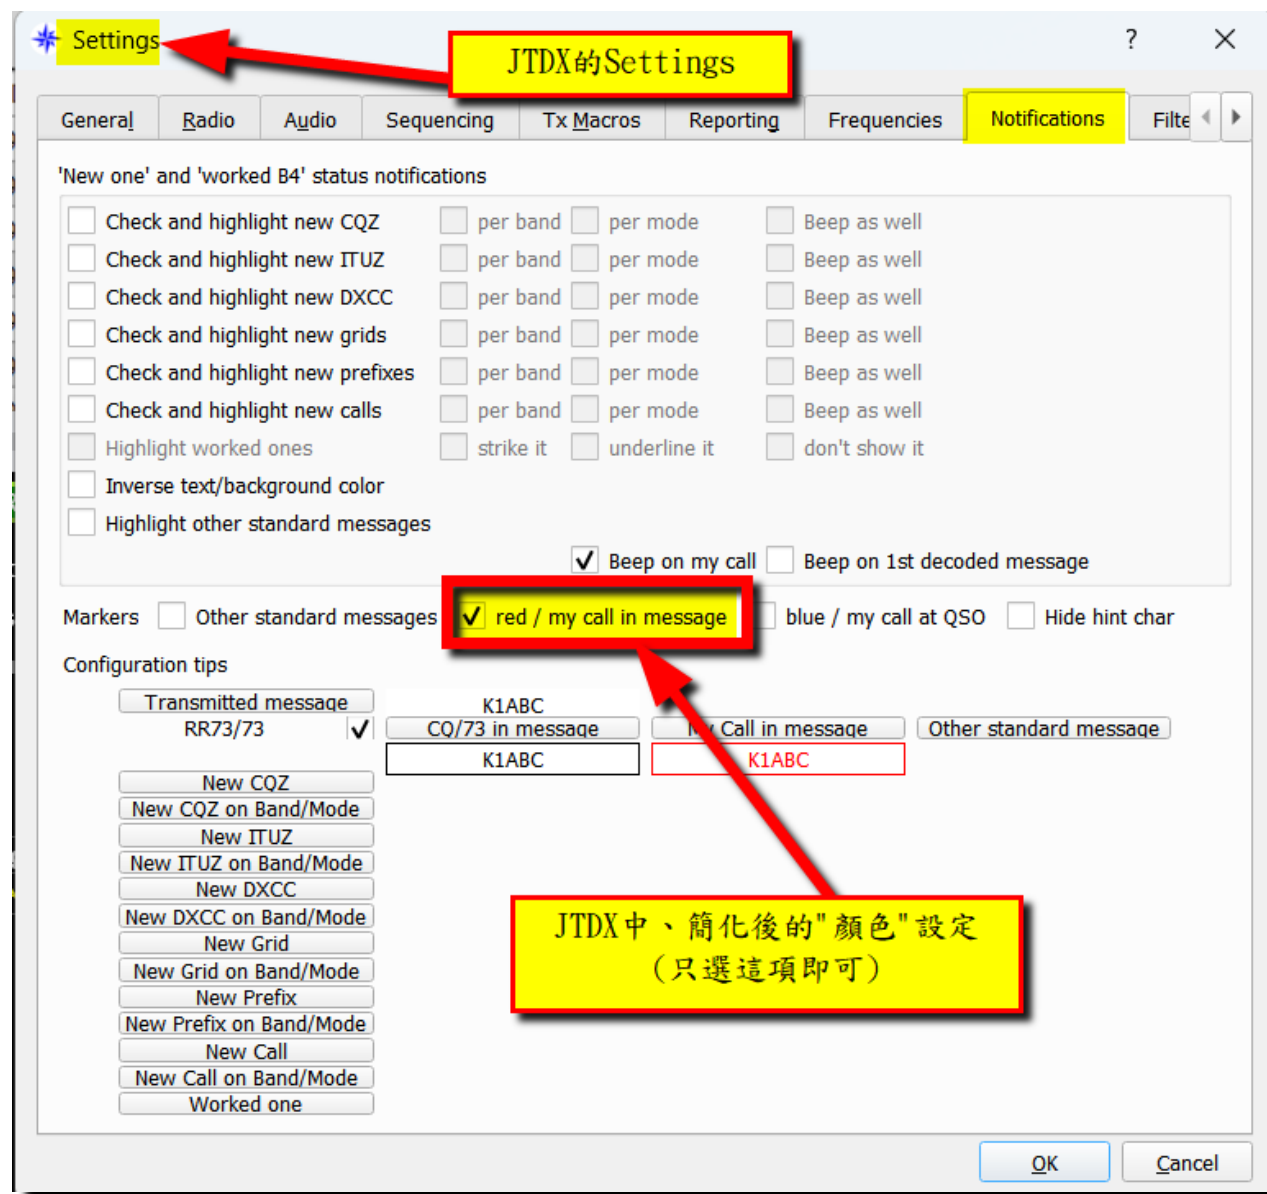 Settings
JTDX的Settings
General Radio Audio Sequencing Tx Macros Reporting Frequencies Notifications Filte
'New one' and 'worked B4' status notifications
Check and highlight new CQZ per band per mode Beep as well
Check and highlight new ITUZ per band per mode Beep as well
Check and highlight new DXCC per band per mode Beep as well
Check and highlight new grids per band per mode Beep as well
Check and highlight new prefixes per band per mode Beep as well
Check and highlight new calls per band per mode Beep as well
Highlight worked ones strike it underline it don't show it
Inverse text/background color
Highlight other standard messages
Beep on my call Beep on 1st decoded message
Markers Other standard messages red / my call in message blue / my call at QSO Hide hint char
Configuration tips
Transmitted message K1ABC
RR73/73 CQ/73 in message My Call in message Other standard message
K1ABC K1ABC
New CQZ
New CQZ on Band/Mode
New ITUZ
New ITUZ on Band/Mode
New DXCC
New DXCC on Band/Mode
New Grid
New Grid on Band/Mode
New Prefix
New Prefix on Band/Mode
New Call
New Call on Band/Mode
Worked one
JTDX中、簡化後的"顏色"設定
(只選這項即可)
OK Cancel